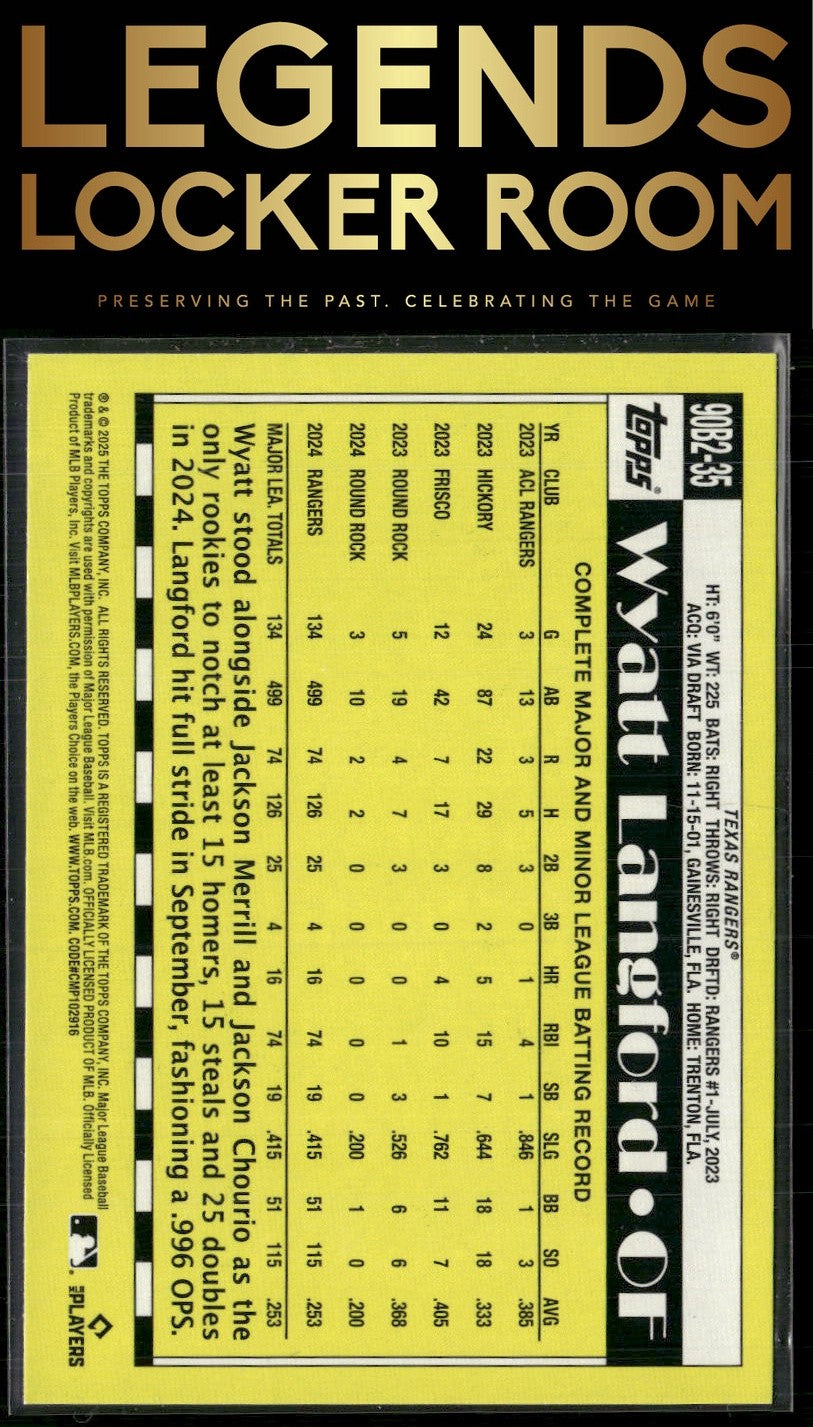 LEGENDS
LOCKER ROOM
PRESERVING THE PAST. CELEBRATING THE GAME
90B2-35
TEXAS RANGERS®
HT: 6'0" WT: 225 BATS: RIGHT THROWS: RIGHT DRFTD: RANGERS #1-JULY, 2023
ACQ: VIA DRAFT BORN: 11-15-01, GAINESVILLE, FLA. HOME: TRENTON, FLA.
topps® Wyatt Langford • OF
COMPLETE MAJOR AND MINOR LEAGUE BATTING RECORD
YR CLUB G AB R H 2B 3B HR RBI SB SLG BB SO AVG
2023 ACL RANGERS 3 13 3 5 3 0 1 4 1 .846 1 3 .385
2023 HICKORY 24 87 22 29 8 2 5 15 7 .644 18 18 .333
2023 FRISCO 12 42 7 17 3 0 4 10 1 .762 11 7 .405
2023 ROUND ROCK 5 19 4 7 3 0 0 1 3 .526 6 6 .368
2024 ROUND ROCK 3 10 2 2 0 0 0 0 0 .200 1 0 .200
2024 RANGERS 134 499 74 126 25 4 16 74 19 .415 51 115 .253
MAJOR LEA. TOTALS 134 499 74 126 25 4 16 74 19 .415 51 115 .253
Wyatt stood alongside Jackson Merrill and Jackson Chourio as the
only rookies to notch at least 15 homers, 15 steals and 25 doubles
in 2024. Langford hit full stride in September, fashioning a .996 OPS.
® & © 2025 THE TOPPS COMPANY, INC. ALL RIGHTS RESERVED. TOPPS IS A REGISTERED TRADEMARK OF THE TOPPS COMPANY, INC. Major League Baseball
trademarks and copyrights are used with permission of Major League Baseball. Visit MLB.com. OFFICIALLY LICENSED PRODUCT OF MLB. Officially Licensed
Product of MLB Players, Inc. Visit MLBPLAYERS.COM, the Players Choice on the web. WWW.TOPPS.COM. CODE#CMP102916
MLB PLAYERS